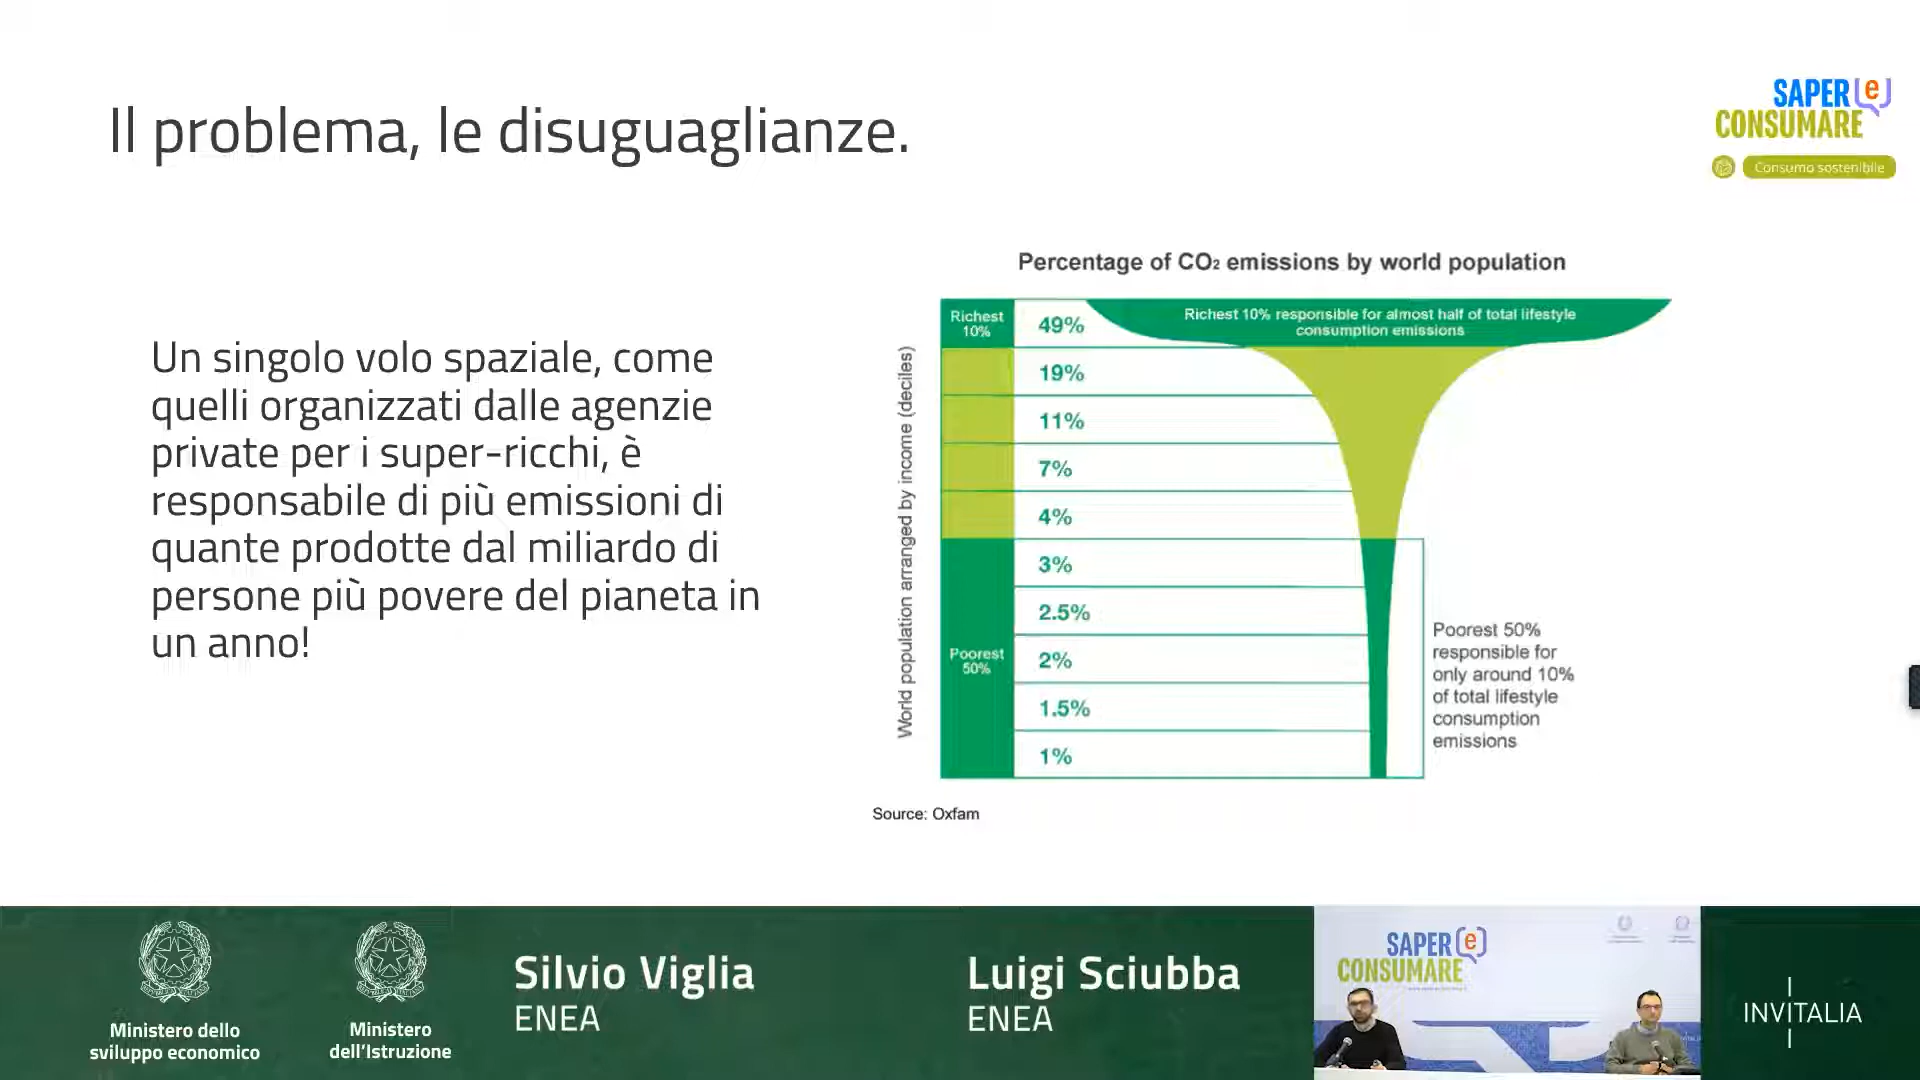 Il problema, le disuguaglianze.
SAPER(e)
CONSUMARE
Consumo sostenibile
Un singolo volo spaziale, come
quelli organizzati dalle agenzie
private per i super-ricchi, è
responsabile di più emissioni di
quante prodotte dal miliardo di
persone più povere del pianeta in
un anno!
Percentage of CO₂ emissions by world population
World population arranged by income (deciles)
Richest
10%
49%
Richest 10% responsible for almost half of total lifestyle
consumption emissions
19%
11%
7%
4%
3%
2.5%
2%
1.5%
1%
Poorest
50%
Poorest 50%
responsible for
only around 10%
of total lifestyle
consumption
emissions
Source: Oxfam
Ministero dello
sviluppo economico
Ministero
dell'Istruzione
Silvio Viglia
ENEA
Luigi Sciubba
ENEA
SAPER(e)
CONSUMARE
INVITALIA